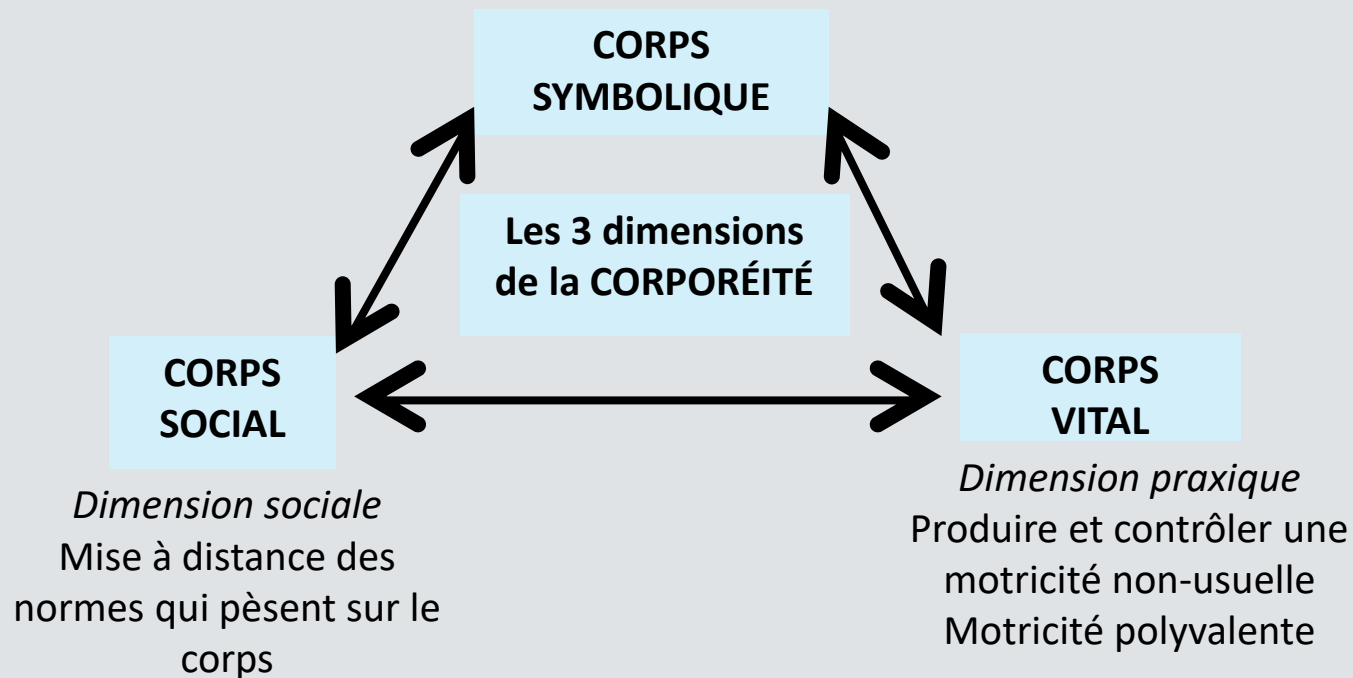 CORPS
SYMBOLIQUE
Les 3 dimensions
de la CORPORÉITÉ
CORPS
SOCIAL
Dimension sociale
Mise à distance des
normes qui pèsent sur le
corps
CORPS
VITAL
Dimension praxique
Produire et contrôler une
motricité non-usuelle
Motricité polyvalente